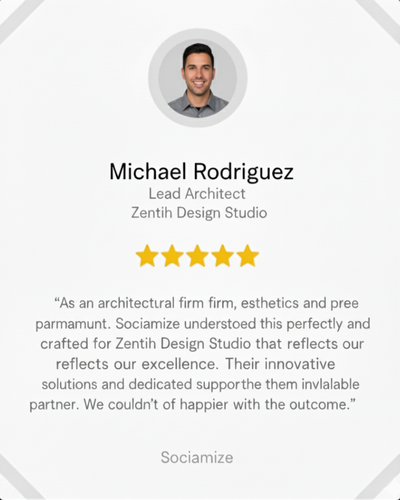 Michael Rodriguez
Lead Architect
Zentih Design Studio
“As an architectural firm firm, esthetics and pree
parmamunt. Sociamize understoed this perfectly and
crafted for Zentih Design Studio that reflects our
reflects our excellence. Their innovative
solutions and dedicated supporthe them invlalable
partner. We couldn’t of happier with the outcome.”
Sociamize